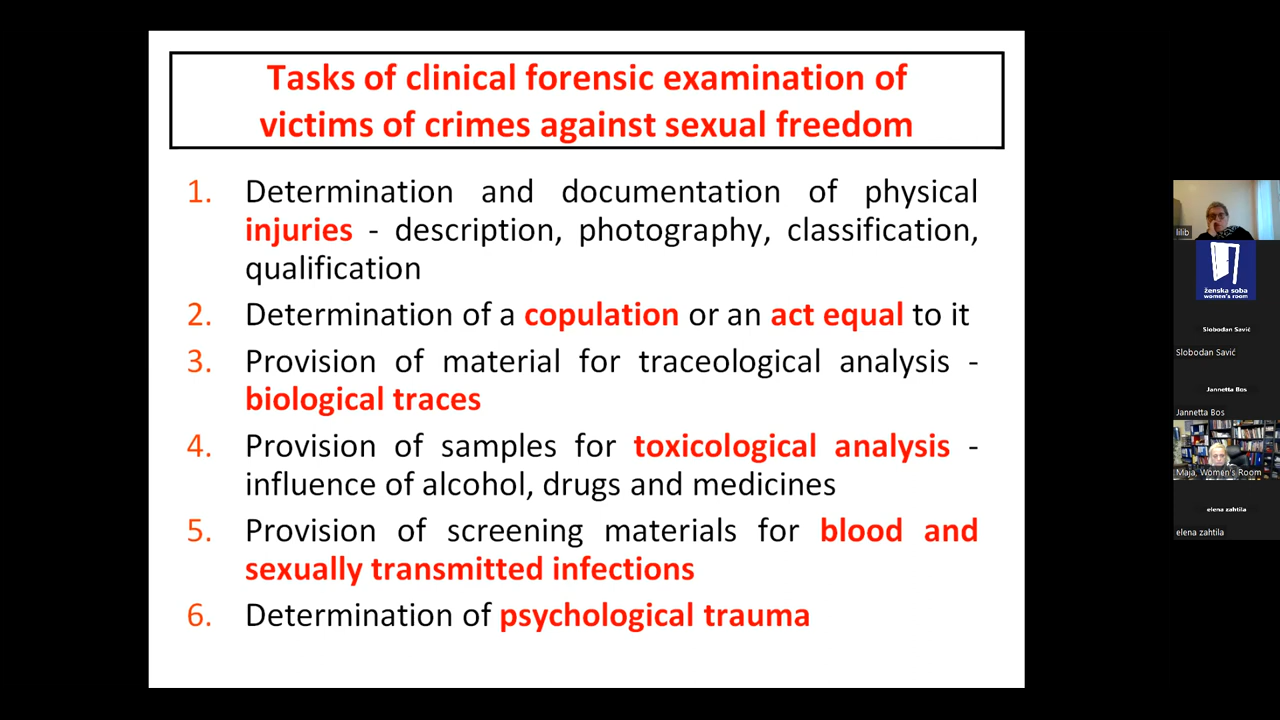 Tasks of clinical forensic examination of
victims of crimes against sexual freedom
1. Determination and documentation of physical
injuries - description, photography, classification,
qualification
2. Determination of a copulation or an act equal to it
3. Provision of material for traceological analysis -
biological traces
4. Provision of samples for toxicological analysis -
influence of alcohol, drugs and medicines
5. Provision of screening materials for blood and
sexually transmitted infections
6. Determination of psychological trauma
lilib
ženska soba
women's room
Slobodan Savić
Slobodan Savić
Jannetta Bos
Jannetta Bos
Maja, Women's Room
elena zahtila
elena zahtila